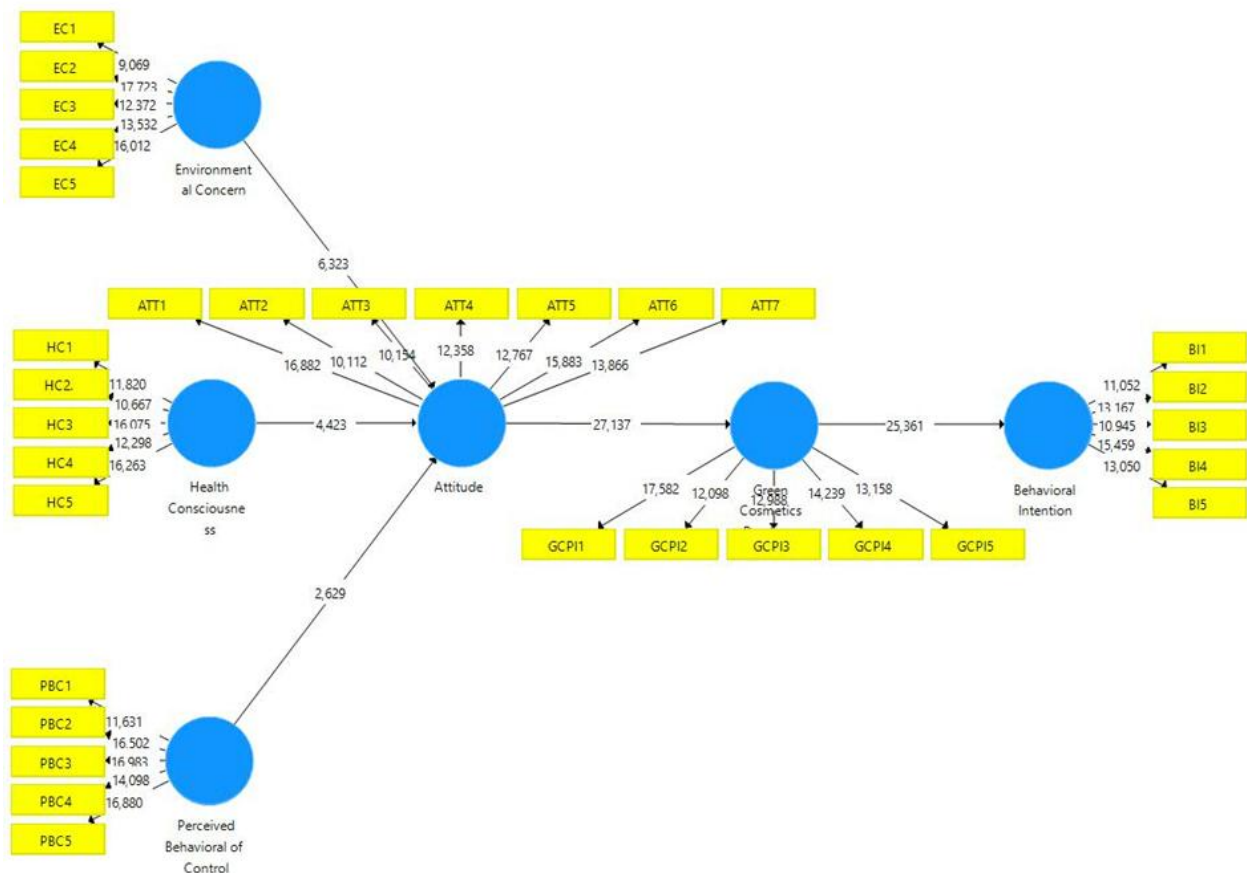 EC1
EC2
EC3
EC4
EC5
9,069
17,723
12,372
13,532
16,012
Environment
al Concern
6,323
ATT1
ATT2
ATT3
ATT4
ATT5
ATT6
ATT7
16,882
10,112
10,154
12,358
12,767
15,883
13,866
HC1
HC2.
HC3
HC4
HC5
11,820
10,667
16,075
12,298
16,263
Health
Consciousne
ss
4,423
Attitude
27,137
25,361
17,582
12,098
12,988
14,239
13,158
Green
Cosmetics
GCPI1
GCPI2
GCPI3
GCPI4
GCPI5
Behavioral
Intention
11,052
13,167
10,945
15,459
13,050
BI1
BI2
BI3
BI4
BI5
2,629
PBC1
PBC2
PBC3
PBC4
PBC5
11,631
16,502
16,983
14,098
16,880
Perceived
Behavioral of
Control